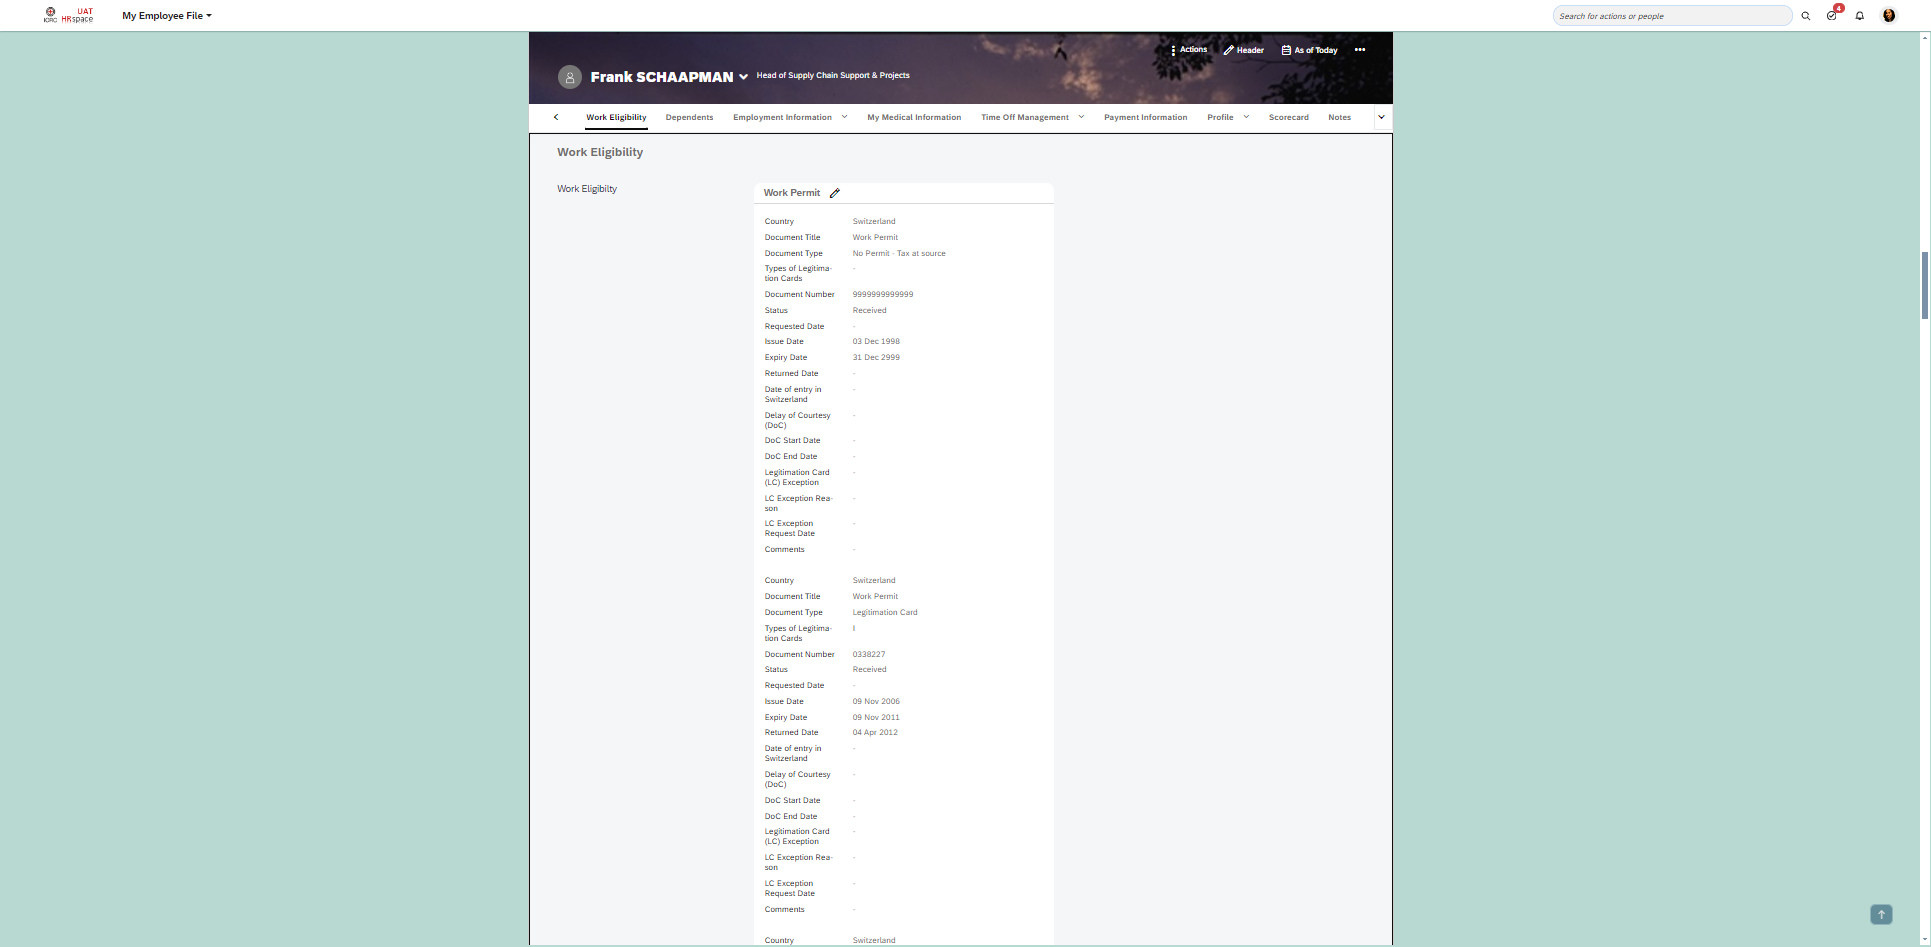 UAT
ICRC HRspace
My Employee File
Search for actions or people
4
Actions
Header
As of Today
Frank SCHAAPMAN
Head of Supply Chain Support & Projects
Work Eligibility
Dependents
Employment Information
My Medical Information
Time Off Management
Payment Information
Profile
Scorecard
Notes
Work Eligibility
Work Eligibilty
Work Permit
Country Switzerland
Document Title Work Permit
Document Type No Permit - Tax at source
Types of Legitima- -
tion Cards
Document Number 9999999999999
Status Received
Requested Date -
Issue Date 03 Dec 1998
Expiry Date 31 Dec 2999
Returned Date -
Date of entry in -
Switzerland
Delay of Courtesy -
(DoC)
DoC Start Date -
DoC End Date -
Legitimation Card -
(LC) Exception
LC Exception Rea- -
son
LC Exception -
Request Date
Comments -
Country Switzerland
Document Title Work Permit
Document Type Legitimation Card
Types of Legitima- I
tion Cards
Document Number 0338227
Status Received
Requested Date -
Issue Date 09 Nov 2006
Expiry Date 09 Nov 2011
Returned Date 04 Apr 2012
Date of entry in -
Switzerland
Delay of Courtesy -
(DoC)
DoC Start Date -
DoC End Date -
Legitimation Card -
(LC) Exception
LC Exception Rea- -
son
LC Exception -
Request Date
Comments -
Country Switzerland